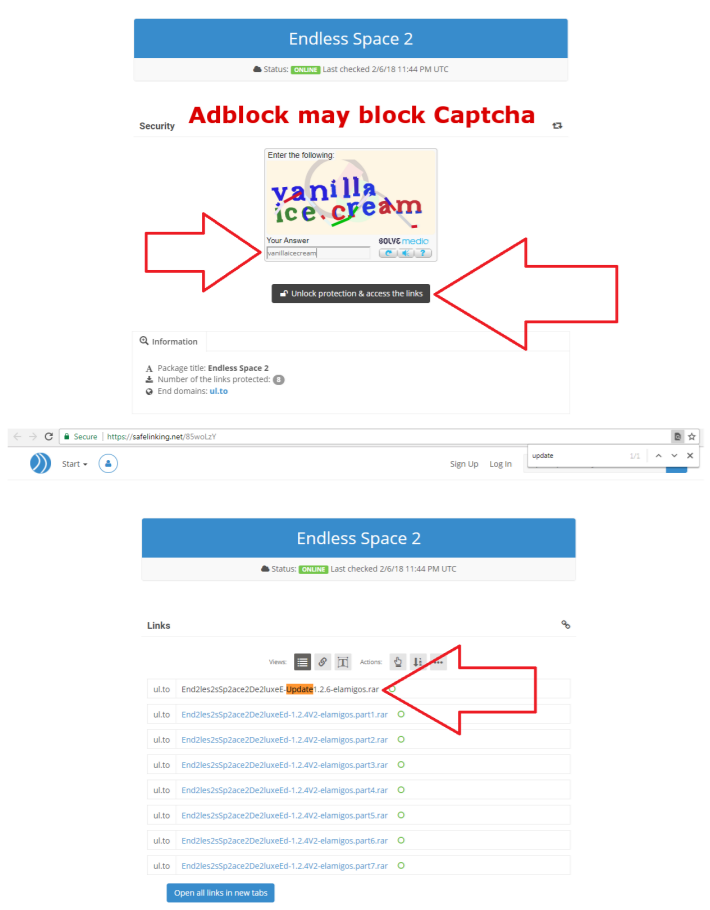 Endless Space 2
Status: ONLINE Last checked 2/6/18 11:44 PM UTC
Adblock may block Captcha
Security
Enter the following:
vanilla
ice cream
Your Answer
SOLVE media
vanillaicecream
Unlock protection & access the links
Information
Package title: Endless Space 2
Number of the links protected: 8
End domains: ul.to
Secure https://safelinking.net/85woLzY
update 1/1
Start
Sign Up Log In
Endless Space 2
Status: ONLINE Last checked 2/6/18 11:44 PM UTC
Links
Views: Actions:
ul.to End2les2sSp2ace2De2luxeE-Update1.2.6-elamigos.rar
ul.to End2les2sSp2ace2De2luxeEd-1.2.4V2-elamigos.part1.rar
ul.to End2les2sSp2ace2De2luxeEd-1.2.4V2-elamigos.part2.rar
ul.to End2les2sSp2ace2De2luxeEd-1.2.4V2-elamigos.part3.rar
ul.to End2les2sSp2ace2De2luxeEd-1.2.4V2-elamigos.part4.rar
ul.to End2les2sSp2ace2De2luxeEd-1.2.4V2-elamigos.part5.rar
ul.to End2les2sSp2ace2De2luxeEd-1.2.4V2-elamigos.part6.rar
ul.to End2les2sSp2ace2De2luxeEd-1.2.4V2-elamigos.part7.rar
Open all links in new tabs